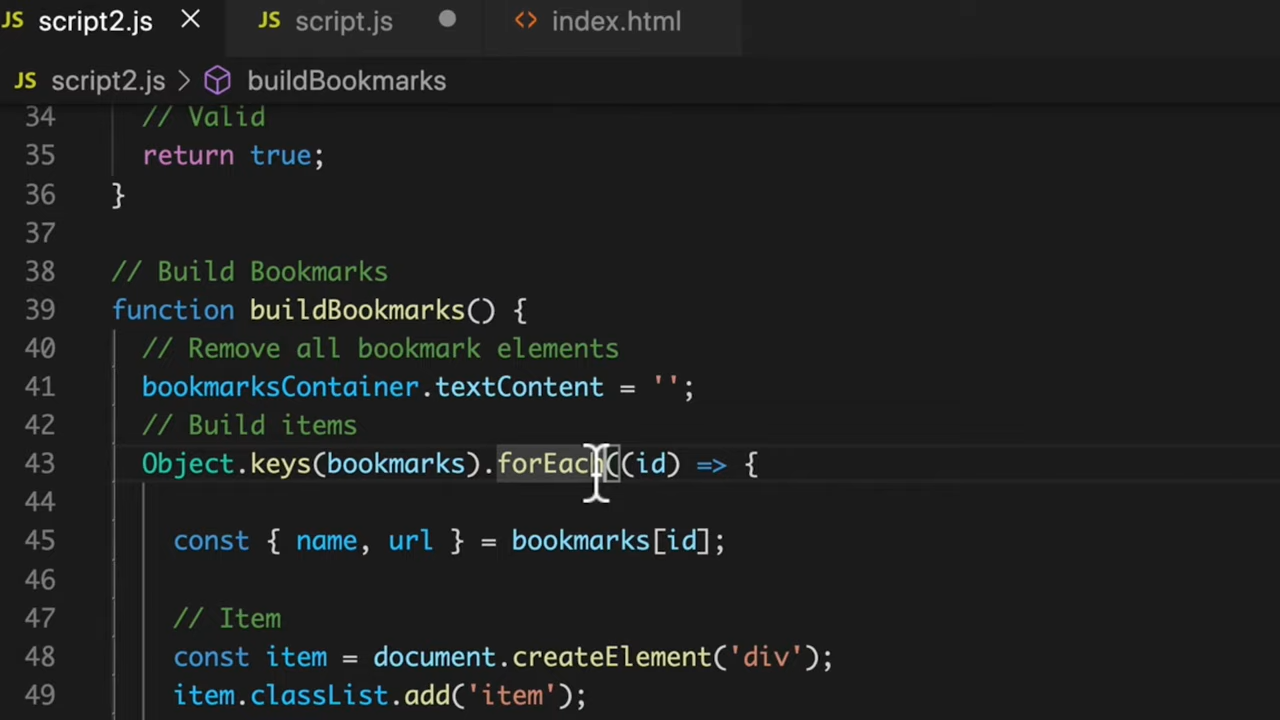 JS script2.js × JS script.js ● <> index.html
JS script2.js > buildBookmarks
34 // Valid
35 return true;
36 }
37
38 // Build Bookmarks
39 function buildBookmarks() {
40 // Remove all bookmark elements
41 bookmarksContainer.textContent = '';
42 // Build items
43 Object.keys(bookmarks).forEach((id) => {
44
45 const { name, url } = bookmarks[id];
46
47 // Item
48 const item = document.createElement('div');
49 item.classList.add('item');